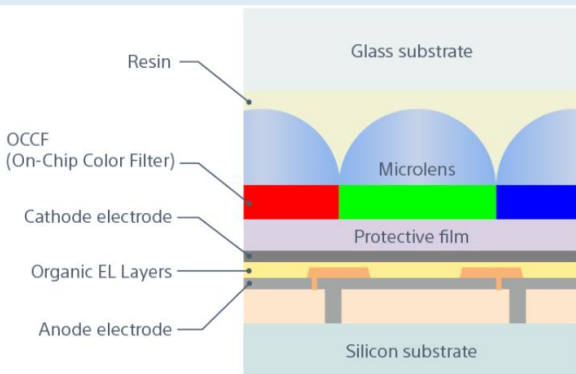 Glass substrate
Resin
OCCF
(On-Chip Color Filter)
Microlens
Cathode electrode
Protective film
Organic EL Layers
Anode electrode
Silicon substrate